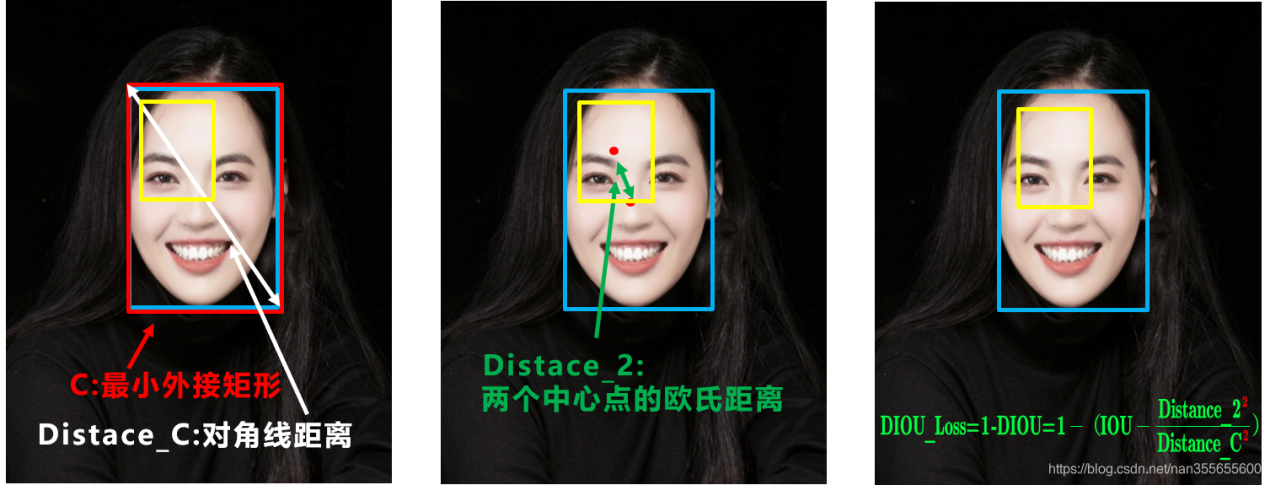 C:最小外接矩形
Distace_C:对角线距离
Distace_2:
两个中心点的欧氏距离
DIOU_Loss=1-DIOU=1－(IOU－Distance_2²/Distance_C²)
https://blog.csdn.net/nan355655600